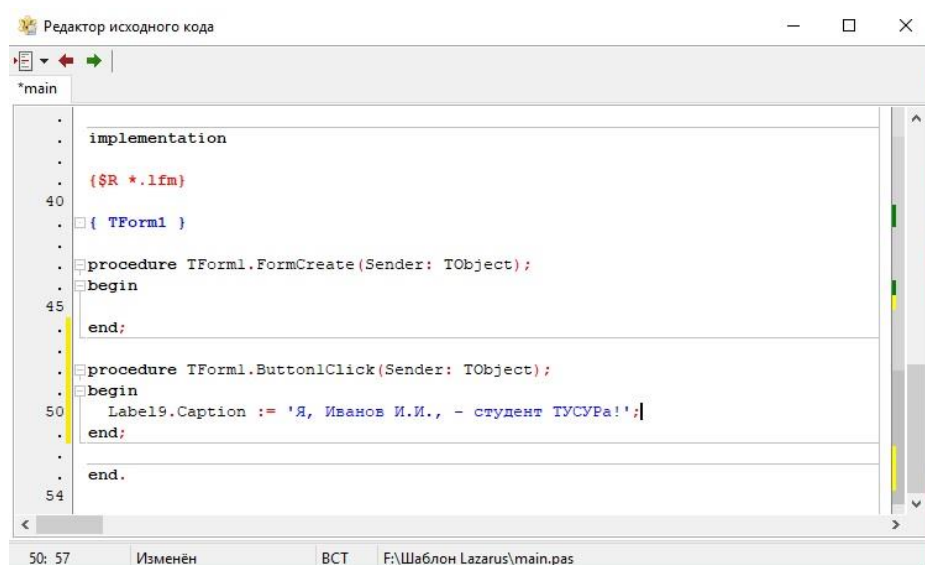 Редактор исходного кода
*main
implementation
{$R *.lfm}
40
{ TForm1 }
procedure TForm1.FormCreate(Sender: TObject);
begin
45
end;
procedure TForm1.Button1Click(Sender: TObject);
begin
50 Label9.Caption := 'Я, Иванов И.И., - студент ТУСУРа!';
end;
end.
54
50: 57 Изменён ВСТ F:\Шаблон Lazarus\main.pas